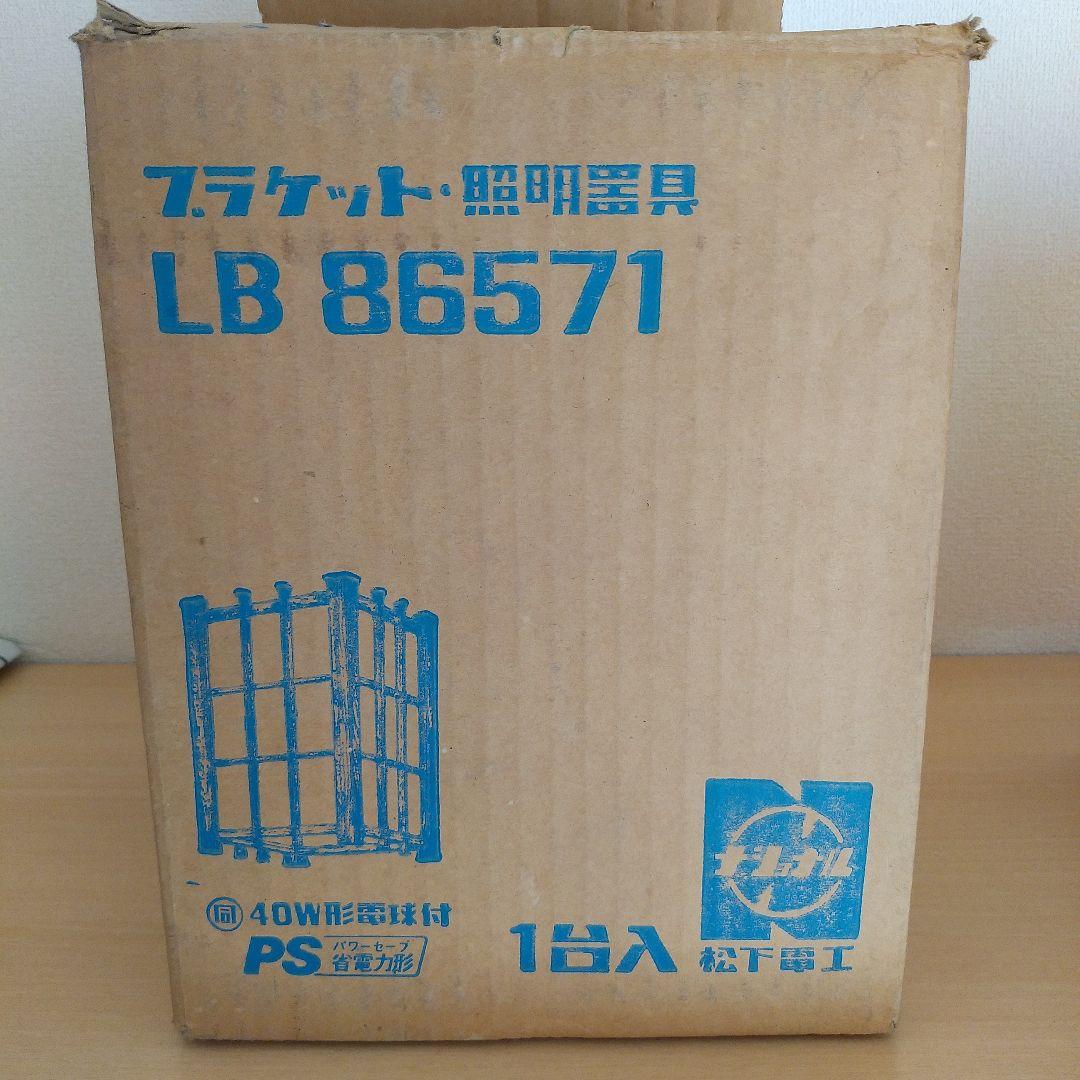 ブラケット・照明器具
LB 86571
同 40W形電球付
PS パワーセーブ 省電力形
1台入
N
ナショナル
松下電工